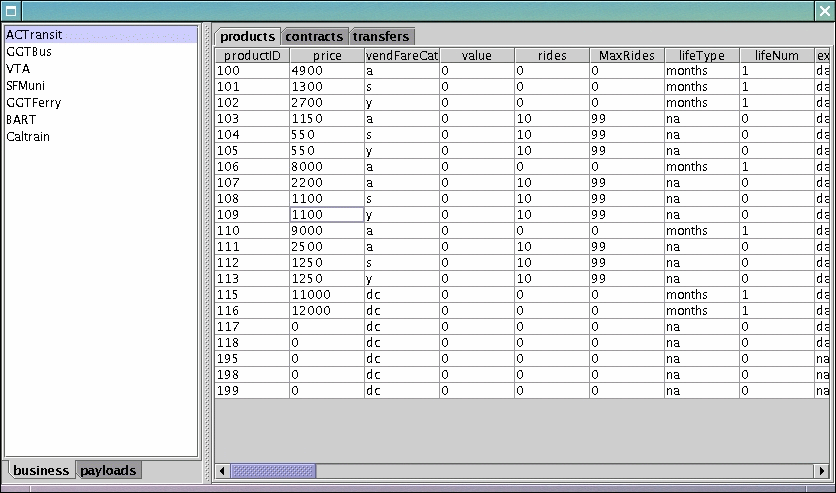 ACTransit
GGTBus
VTA
SFMuni
GGTFerry
BART
Caltrain
business payloads
products contracts transfers
productID price vendFareCat value rides MaxRides lifeType lifeNum ex
100 4900 a 0 0 0 months 1 da
101 1300 s 0 0 0 months 1 da
102 2700 y 0 0 0 months 1 da
103 1150 a 0 10 99 na 0 da
104 550 s 0 10 99 na 0 da
105 550 y 0 10 99 na 0 da
106 8000 a 0 0 0 months 1 da
107 2200 a 0 10 99 na 0 da
108 1100 s 0 10 99 na 0 da
109 1100 y 0 10 99 na 0 da
110 9000 a 0 0 0 months 1 da
111 2500 a 0 10 99 na 0 da
112 1250 s 0 10 99 na 0 da
113 1250 y 0 10 99 na 0 da
115 11000 dc 0 0 0 months 1 da
116 12000 dc 0 0 0 months 1 da
117 0 dc 0 0 0 na 0 da
118 0 dc 0 0 0 na 0 da
195 0 dc 0 0 0 na 0 na
198 0 dc 0 0 0 na 0 na
199 0 dc 0 0 0 na 0 na